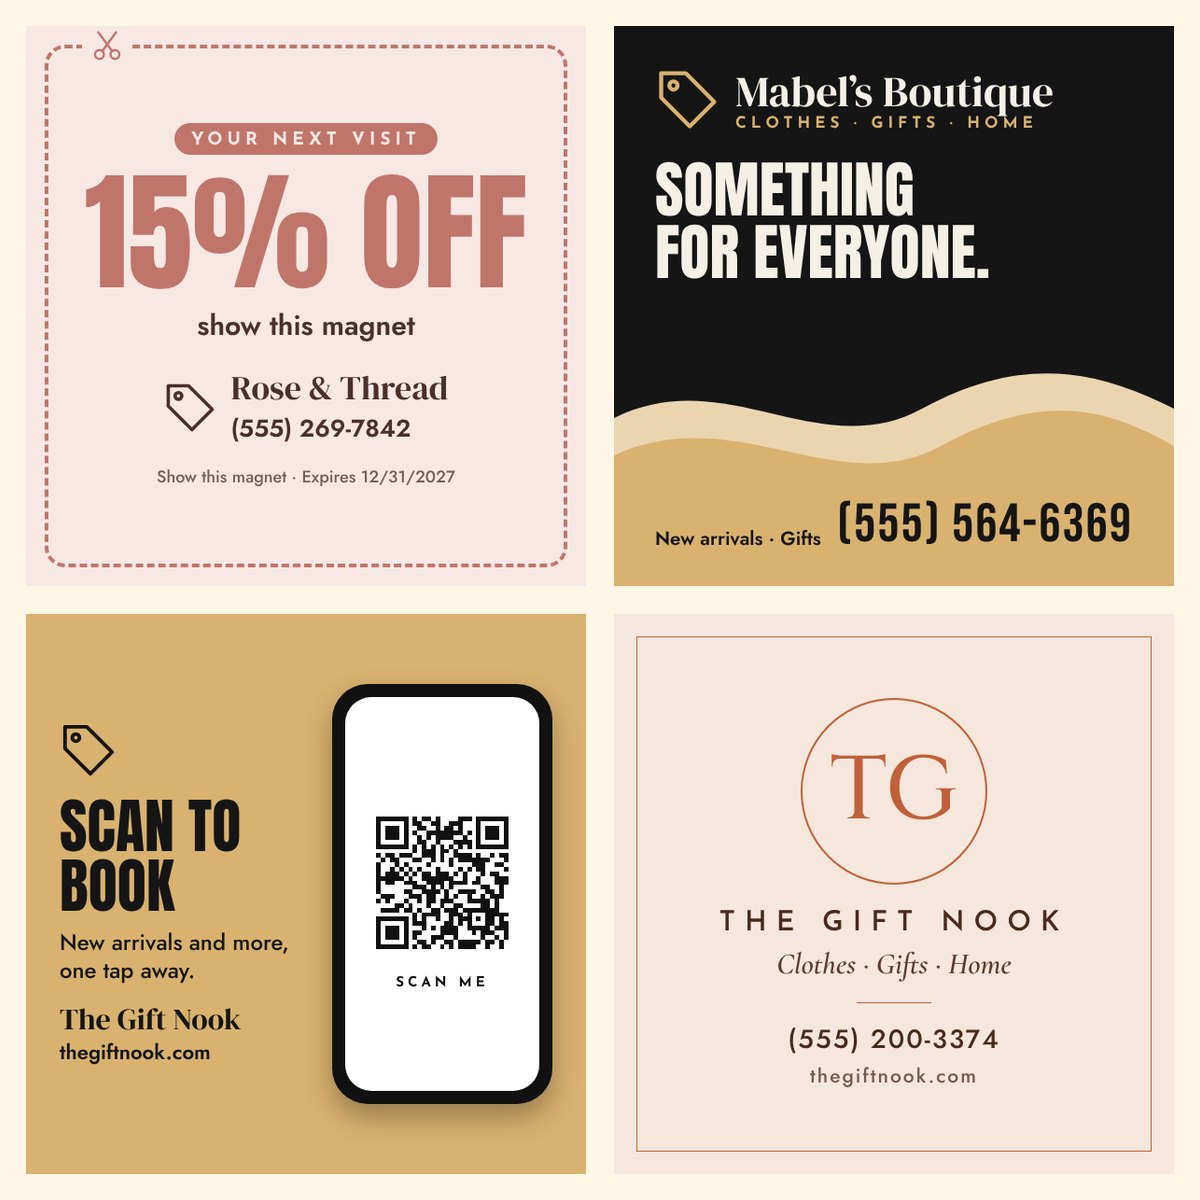 YOUR NEXT VISIT
15% OFF
show this magnet
Rose & Thread
(555) 269-7842
Show this magnet · Expires 12/31/2027
Mabel’s Boutique
CLOTHES · GIFTS · HOME
SOMETHING
FOR EVERYONE.
New arrivals · Gifts
(555) 564-6369
SCAN TO
BOOK
New arrivals and more,
one tap away.
The Gift Nook
thegiftnook.com
SCAN ME
TG
THE GIFT NOOK
Clothes · Gifts · Home
(555) 200-3374
thegiftnook.com